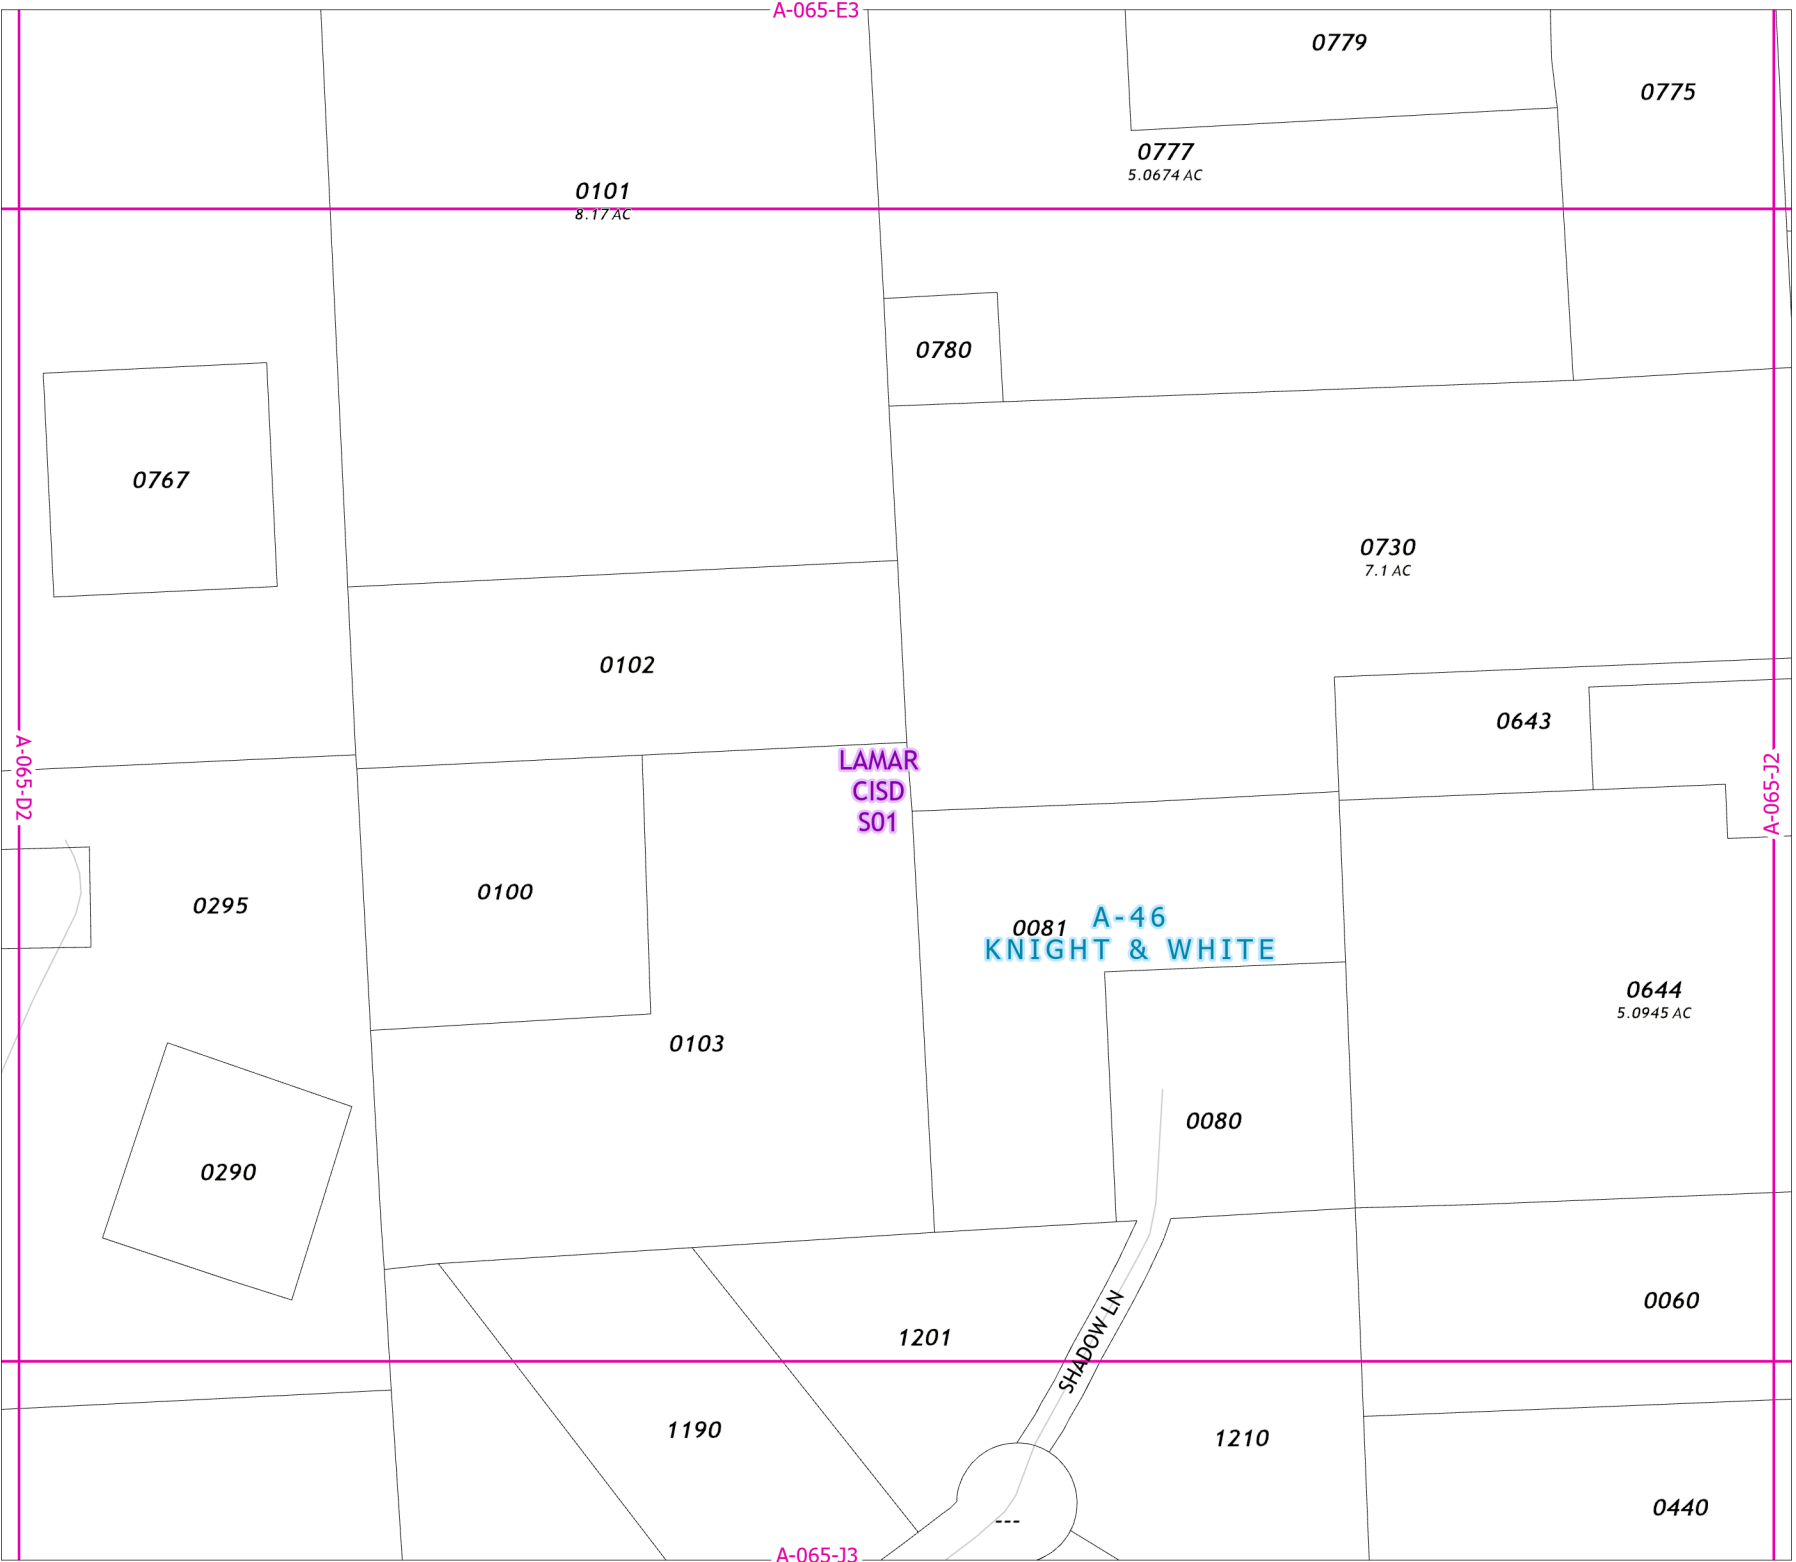 A-065-E3
0779
0775
0777
5.0674 AC
0101
8.17 AC
0780
0767
0730
7.1 AC
0102
0643
LAMAR
CISD
S01
A-065-D2
A-065-J2
0100
0295
0081
A-46
KNIGHT & WHITE
0644
5.0945 AC
0103
0080
0290
0060
1201
SHADOW LN
1190
1210
0440
---
A-065-J3